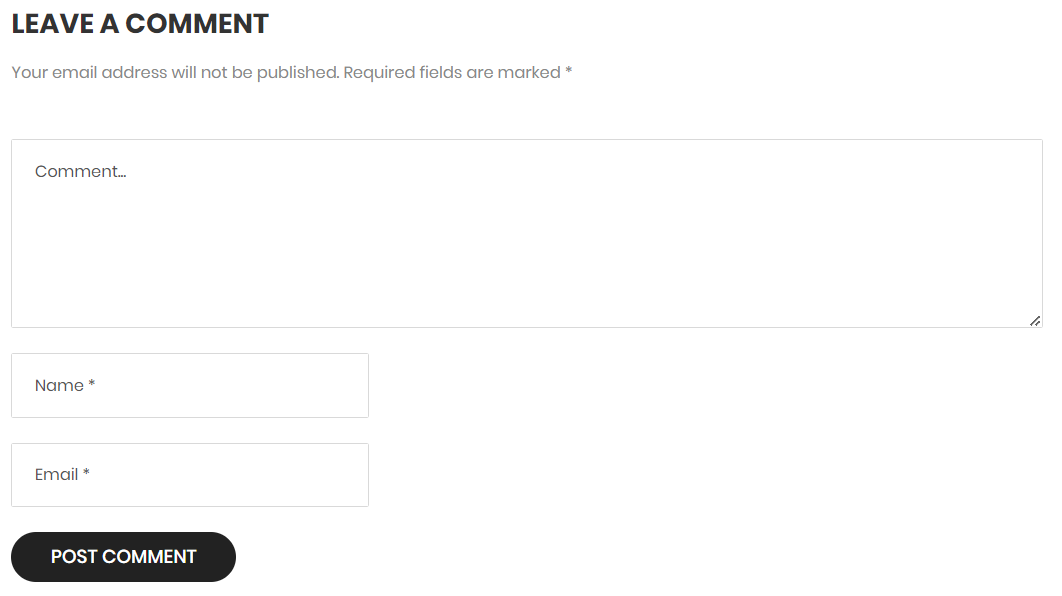 LEAVE A COMMENT
Your email address will not be published. Required fields are marked *
Comment...
Name *
Email *
POST COMMENT